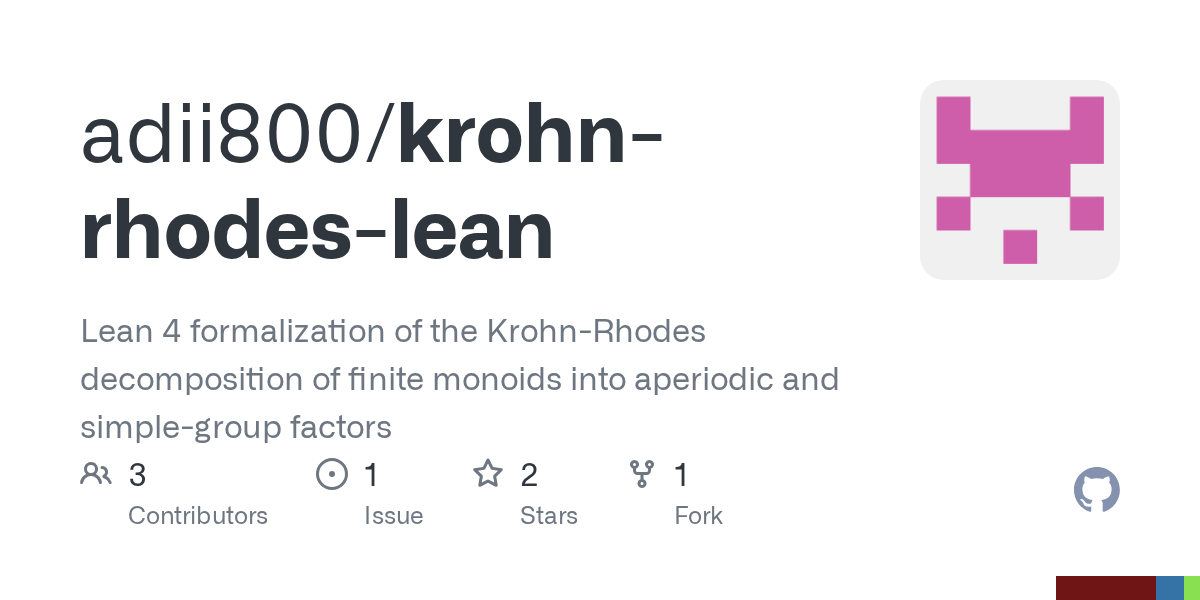 adii800/krohn-
rhodes-lean
Lean 4 formalization of the Krohn-Rhodes
decomposition of finite monoids into aperiodic and
simple-group factors
3 1 2 1
Contributors Issue Stars Fork